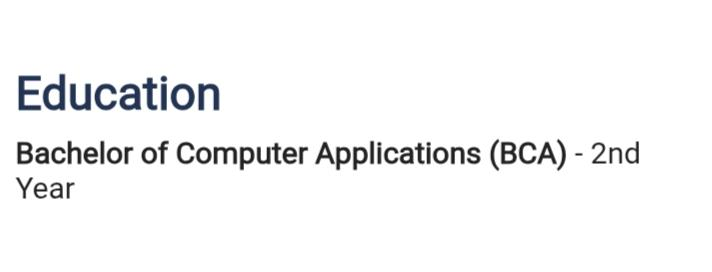 Education
Bachelor of Computer Applications (BCA) - 2nd
Year